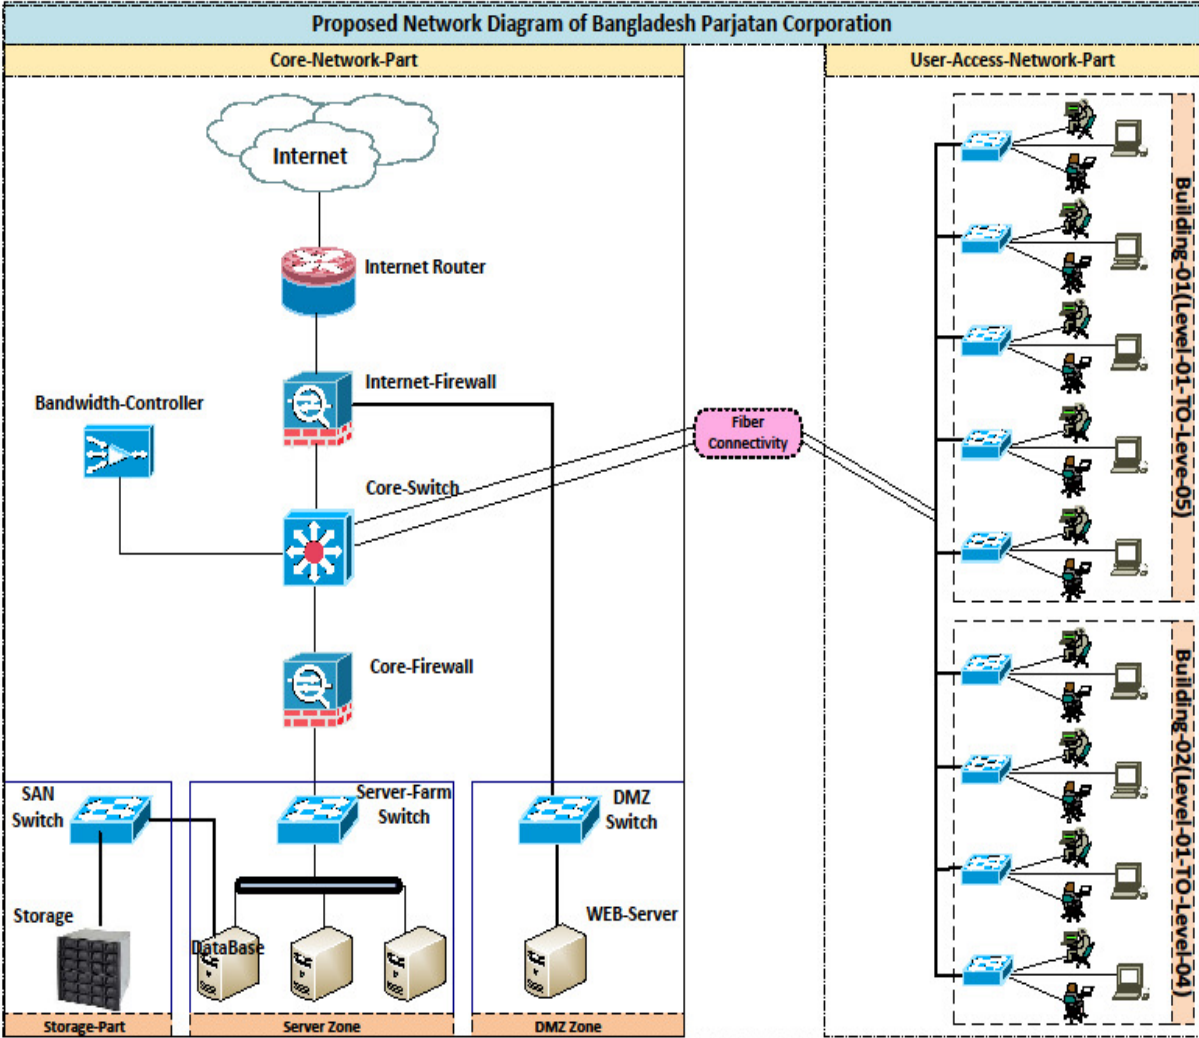 Proposed Network Diagram of Bangladesh Parjatan Corporation
Core-Network-Part
User-Access-Network-Part
Internet
Internet Router
Internet-Firewall
Bandwidth-Controller
Fiber
Connectivity
Core-Switch
Core-Firewall
SAN
Switch
Server-Farm
Switch
DMZ
Switch
Storage
DataBase
WEB-Server
Storage-Part
Server Zone
DMZ Zone
Building-01(Level-01-TO-Leve-05)
Building-02(Level-01-TO-Level-04)